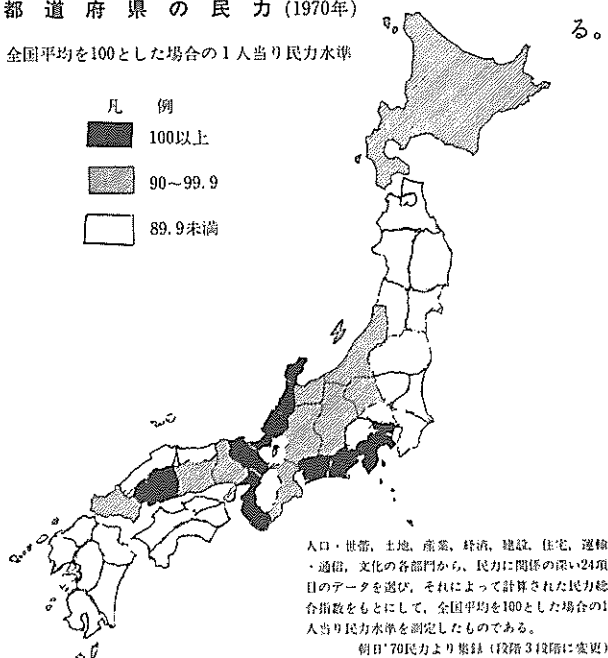 都道府県の民力(1970年)
る。
全国平均を100とした場合の1人当り民力水準
凡例
100以上
90~99.9
89.9未満
人口・世帯, 土地, 産業, 経済, 建設, 住宅, 運輸
・通信, 文化の各部門から, 民力に関係の深い24項
目のデータを選び, それによって計算された民力総
合指数をもとにして, 全国平均を100とした場合の1
人当り民力水準を測定したものである。
朝日'70民力より集録(段階3段階に変更)